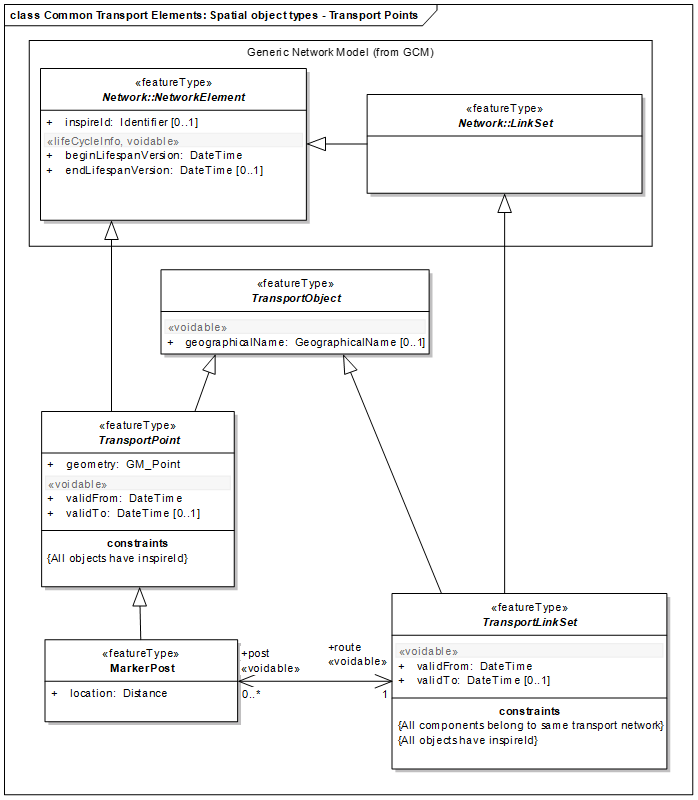 class Common Transport Elements: Spatial object types - Transport Points
Generic Network Model (from GCM)
«featureType»
Network::NetworkElement
+ inspireId: Identifier [0..1]
«lifeCycleInfo, voidable»
+ beginLifespanVersion: DateTime
+ endLifespanVersion: DateTime [0..1]
«featureType»
Network::LinkSet
«featureType»
TransportObject
«voidable»
+ geographicalName: GeographicalName [0..1]
«featureType»
TransportPoint
+ geometry: GM_Point
«voidable»
+ validFrom: DateTime
+ validTo: DateTime [0..1]
constraints
{All objects have inspireId}
«featureType»
MarkerPost
+ location: Distance
+post
«voidable»
0..*
+route
«voidable»
1
«featureType»
TransportLinkSet
«voidable»
+ validFrom: DateTime
+ validTo: DateTime [0..1]
constraints
{All components belong to same transport network}
{All objects have inspireId}